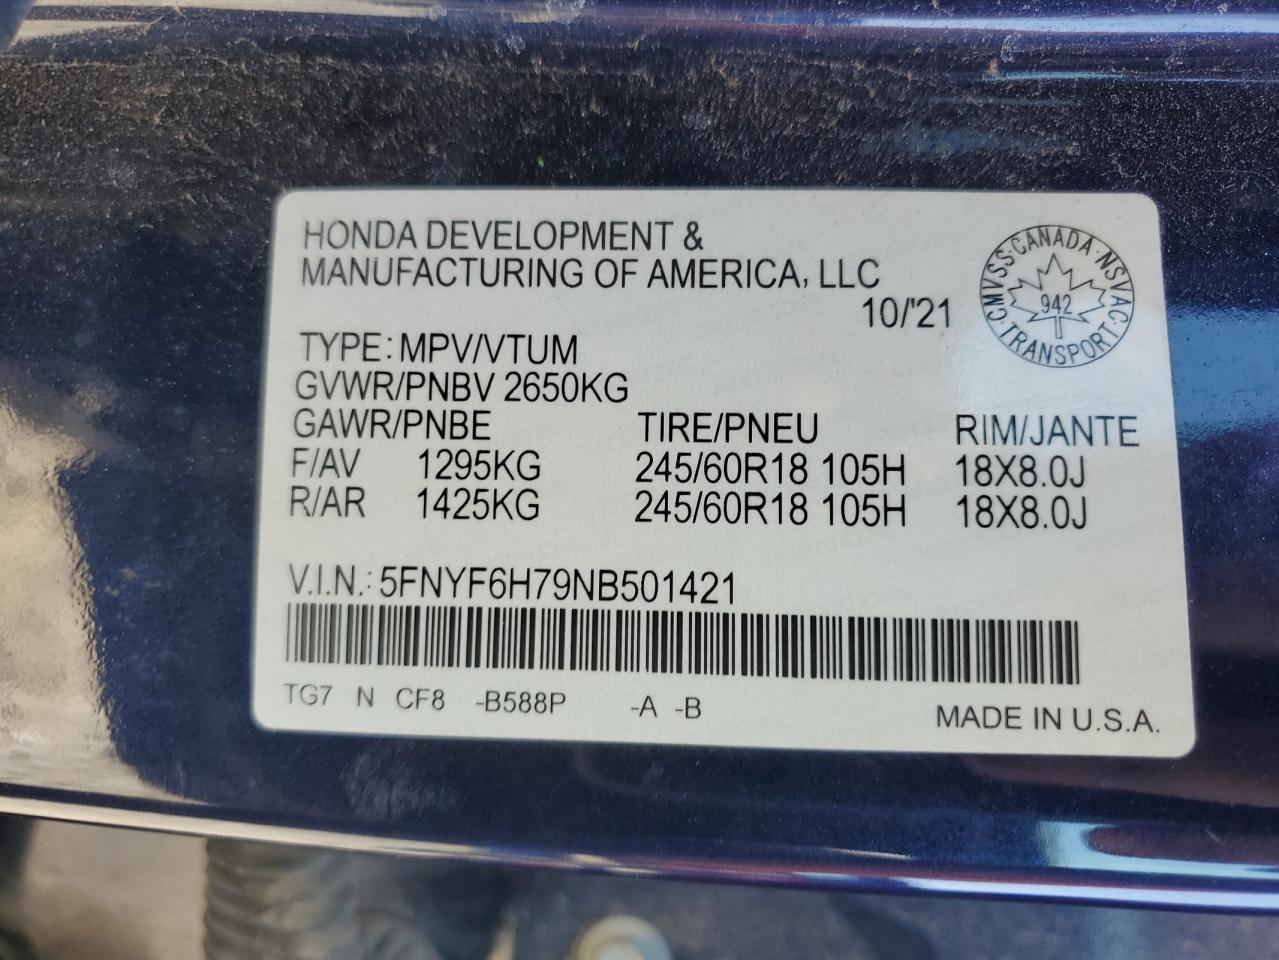 HONDA DEVELOPMENT &
MANUFACTURING OF AMERICA, LLC
10/'21
CMVSS·CANADA·NSVAC·
942
TRANSPORT
TYPE: MPV/VTUM
GVWR/PNBV 2650KG
GAWR/PNBE TIRE/PNEU RIM/JANTE
F/AV 1295KG 245/60R18 105H 18X8.0J
R/AR 1425KG 245/60R18 105H 18X8.0J
V.I.N.: 5FNYF6H79NB501421
TG7 N CF8 -B588P -A -B
MADE IN U.S.A.